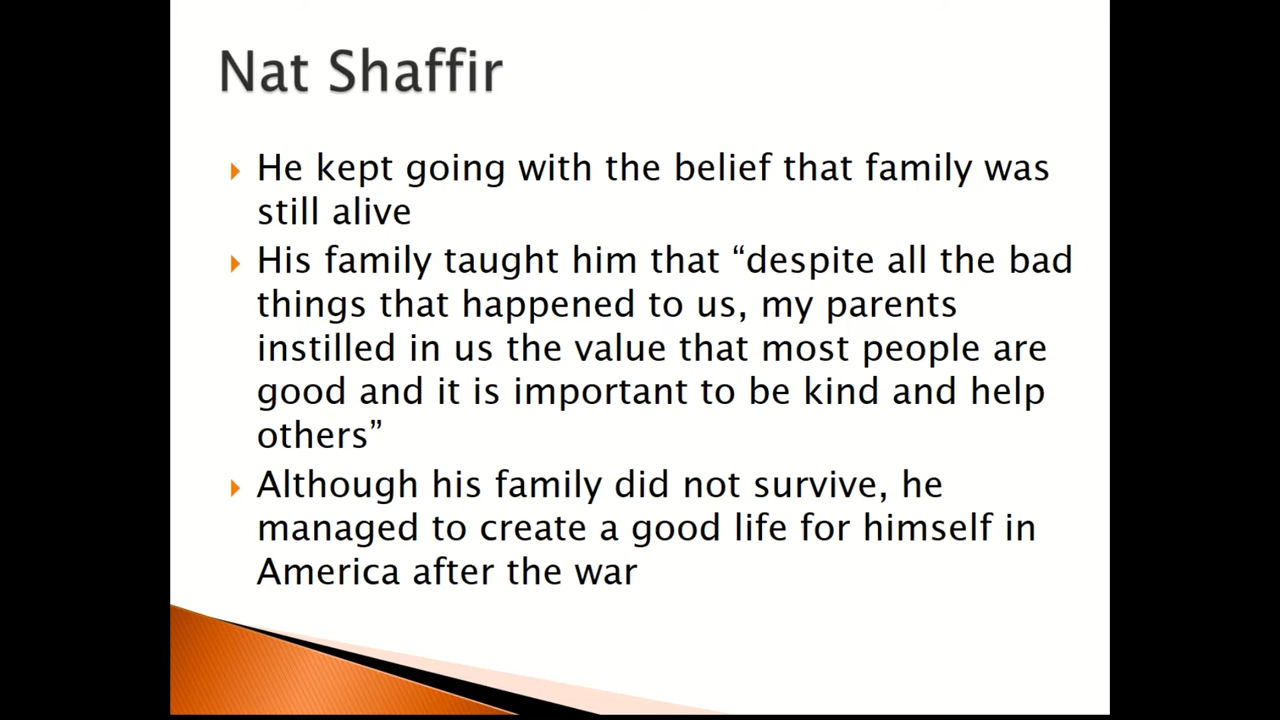 Nat Shaffir
He kept going with the belief that family was
still alive
His family taught him that “despite all the bad
things that happened to us, my parents
instilled in us the value that most people are
good and it is important to be kind and help
others”
Although his family did not survive, he
managed to create a good life for himself in
America after the war